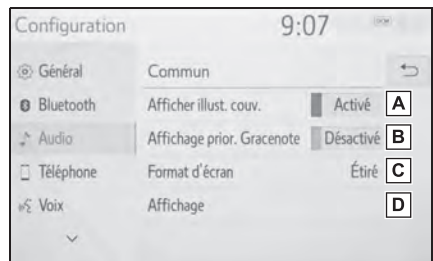 Configuration 9:07
Général Commun
Bluetooth Afficher illust. couv. Activé A
Audio Affichage prior. Gracenote Désactivé B
Téléphone Format d'écran Étiré C
Voix Affichage D